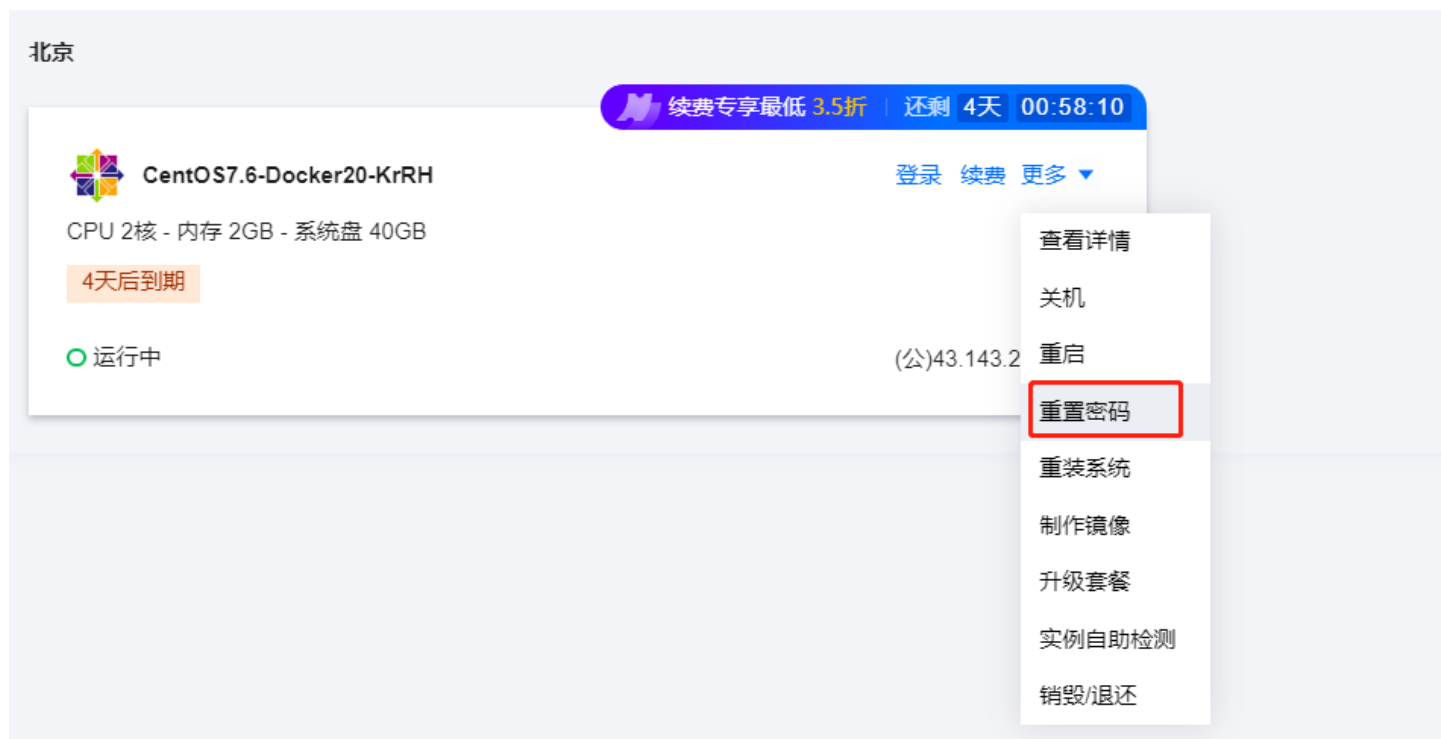 北京
续费专享最低 3.5折 还剩 4天 00:58:10
CentOS7.6-Docker20-KrRH
登录 续费 更多
CPU 2核 - 内存 2GB - 系统盘 40GB
4天后到期
运行中
(公)43.143.2
查看详情
关机
重启
重置密码
重装系统
制作镜像
升级套餐
实例自助检测
销毁/退还